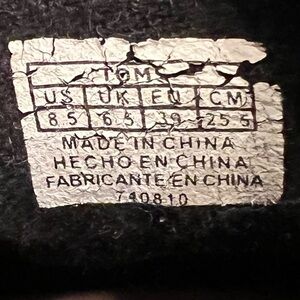 TOMS
US UK EU CM
8.5 6.5 39 25.5
MADE IN CHINA
HECHO EN CHINA
FABRICANTE EN CHINA
740810